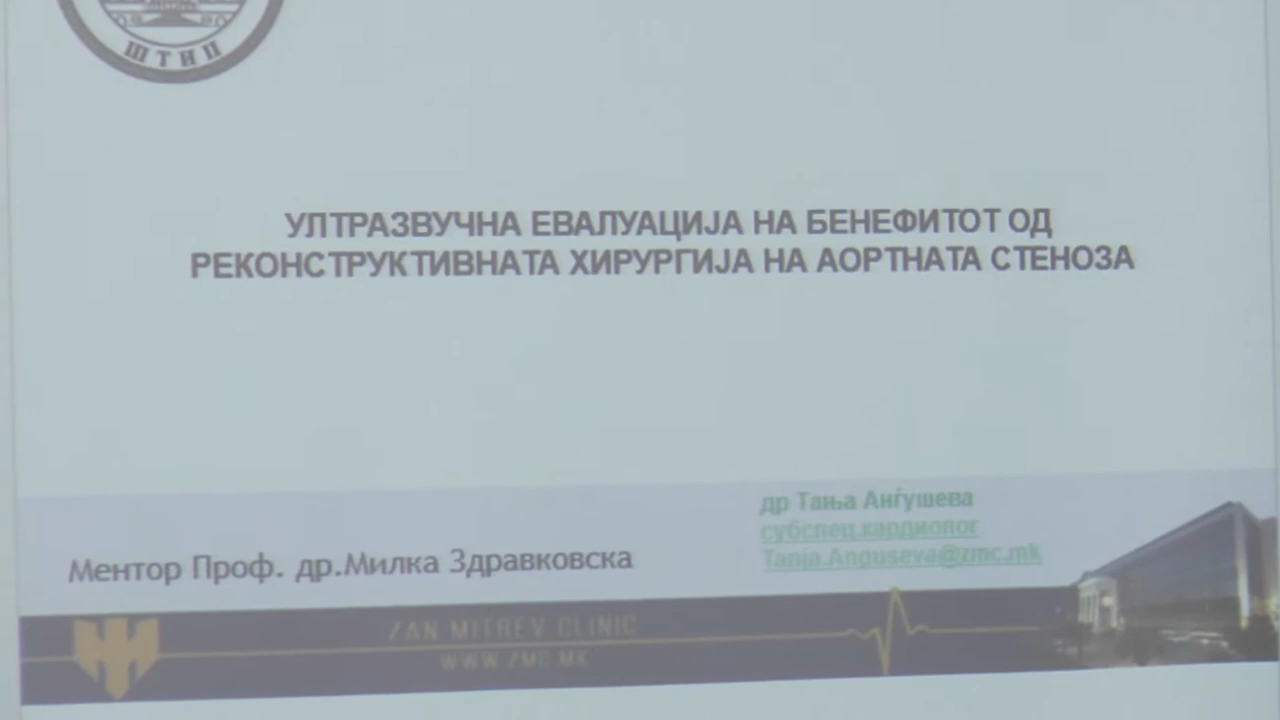 ШТИП
УЛТРАЗВУЧНА ЕВАЛУАЦИЈА НА БЕНЕФИТОТ ОД
РЕКОНСТРУКТИВНАТА ХИРУРГИЈА НА АОРТНАТА СТЕНОЗА
др Тања Анѓушева
субспец.кардиолог
Tanja.Anguseva@zmc.mk
Ментор Проф. др.Милка Здравковска
ZAN MITREV CLINIC
WWW.ZMC.MK